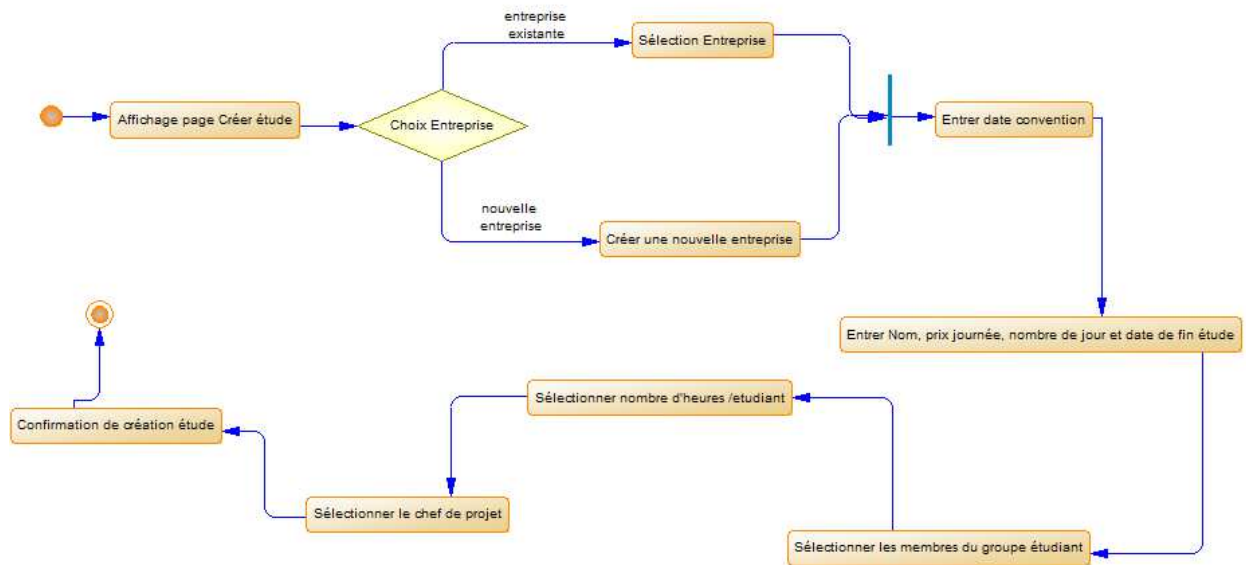 entreprise
existante
Sélection Entreprise
Affichage page Créer étude
Choix Entreprise
Entrer date convention
nouvelle
entreprise
Créer une nouvelle entreprise
Entrer Nom, prix journée, nombre de jour et date de fin étude
Sélectionner les membres du groupe étudiant
Sélectionner nombre d'heures /etudiant
Sélectionner le chef de projet
Confirmation de création étude